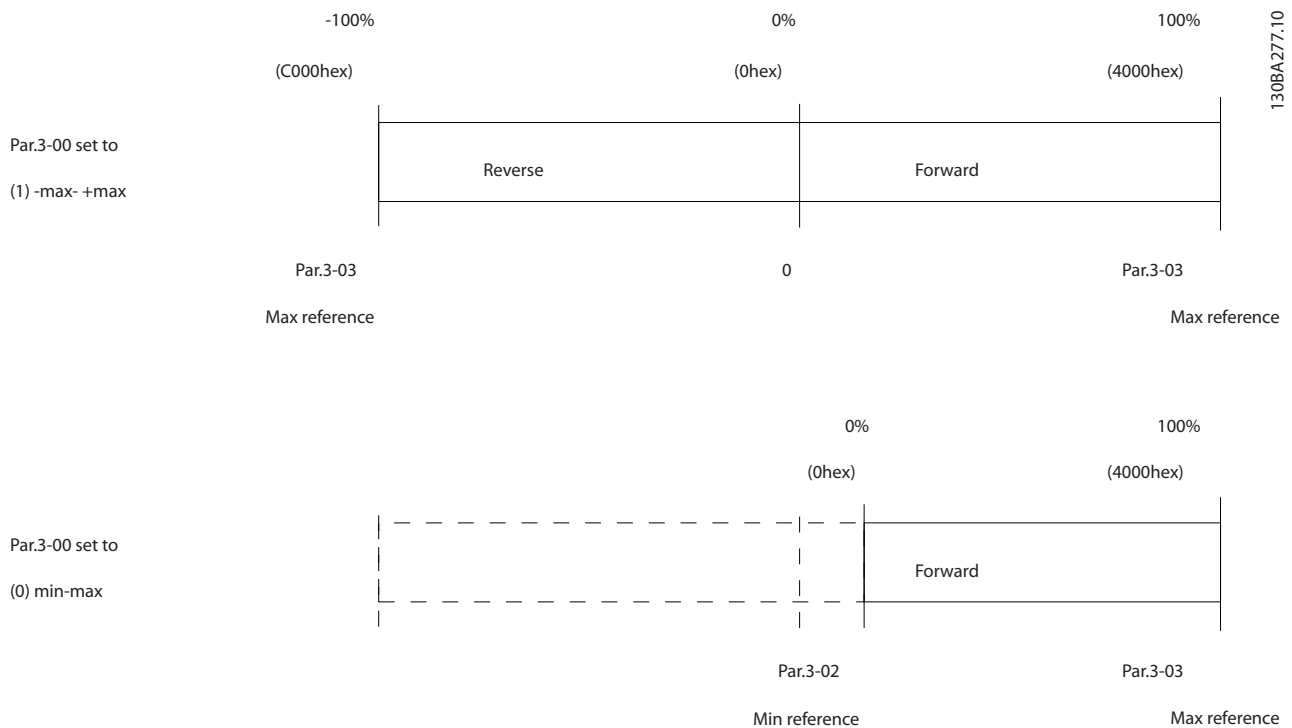 -100% 0% 100%
(C000hex) (0hex) (4000hex)
130BA277.10
Par.3-00 set to
(1) -max- +max
Reverse Forward
Par.3-03 0 Par.3-03
Max reference Max reference
0% 100%
(0hex) (4000hex)
Par.3-00 set to
(0) min-max
Forward
Par.3-02 Par.3-03
Min reference Max reference